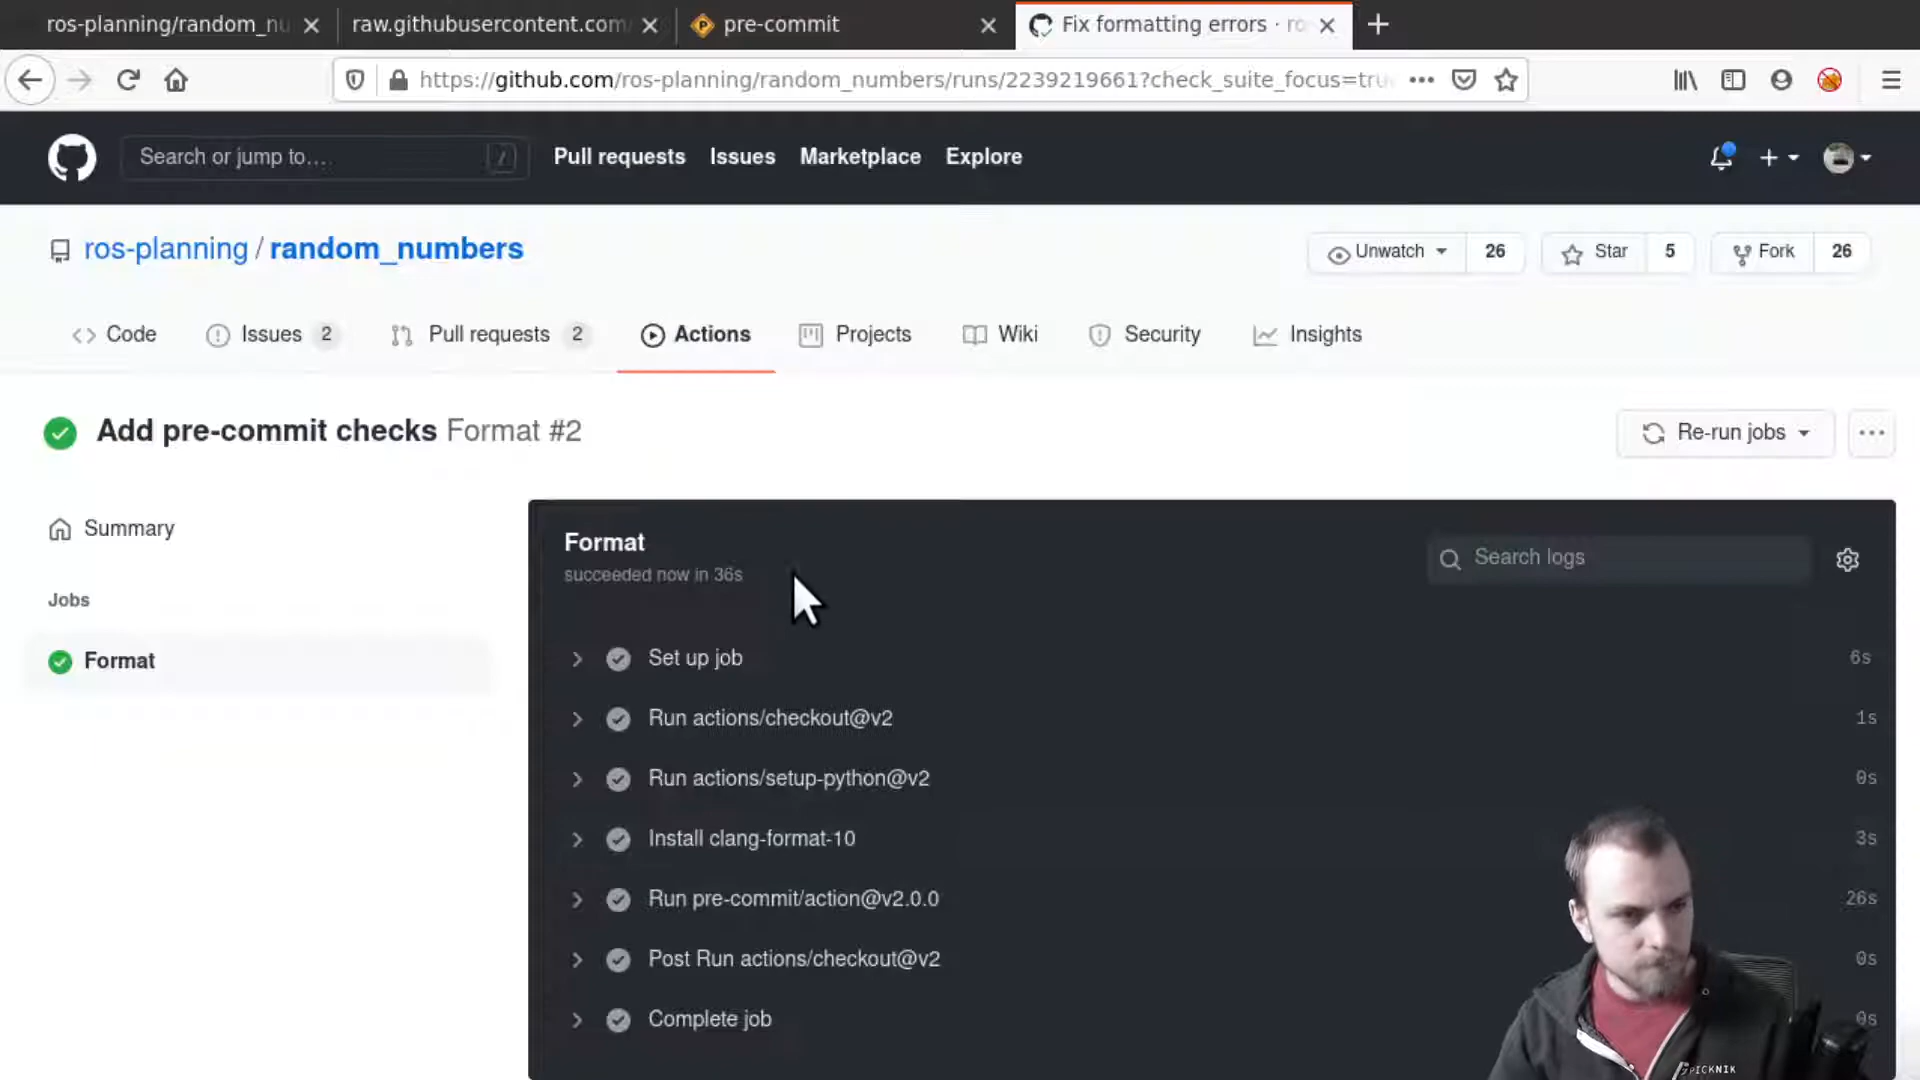 ros-planning/random_nu
raw.githubusercontent.com
pre-commit
Fix formatting errors · ro
https://github.com/ros-planning/random_numbers/runs/2239219661?check_suite_focus=tru
Search or jump to…
/
Pull requests
Issues
Marketplace
Explore
ros-planning / random_numbers
Unwatch
26
Star
5
Fork
26
Code
Issues 2
Pull requests 2
Actions
Projects
Wiki
Security
Insights
Add pre-commit checks Format #2
Re-run jobs
Summary
Jobs
Format
Format
succeeded now in 36s
Search logs
Set up job
6s
Run actions/checkout@v2
1s
Run actions/setup-python@v2
0s
Install clang-format-10
3s
Run pre-commit/action@v2.0.0
26s
Post Run actions/checkout@v2
0s
Complete job
0s
PICKNIK